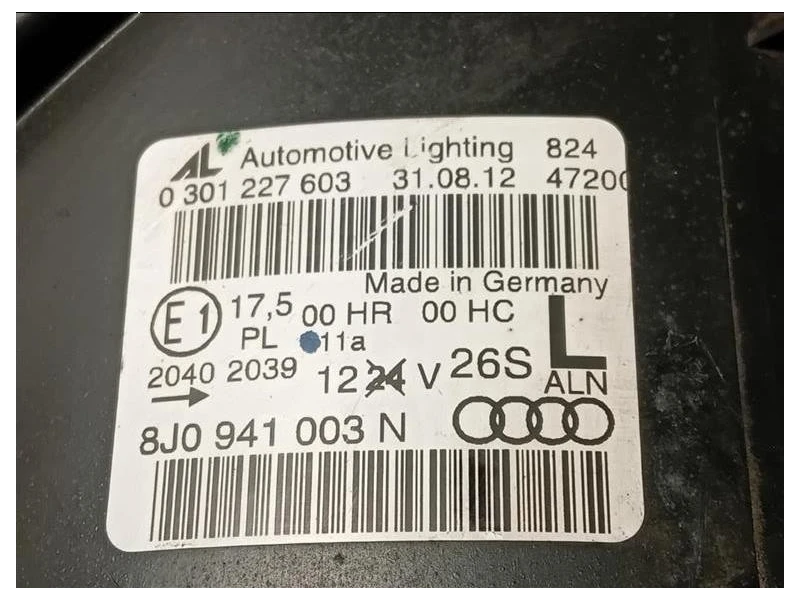 AL Automotive Lighting 824
0 301 227 603 31.08.12 47200
Made in Germany
E1 17,5 00 HR 00 HC L
PL 11a
2040 2039 12 24 V 26S ALN
8J0 941 003 N